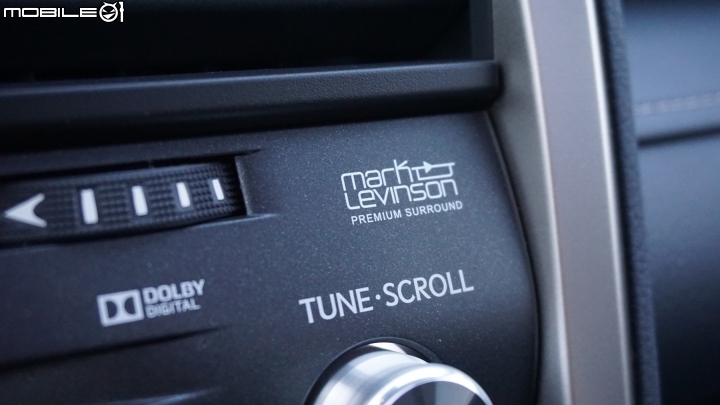 MOBILE01
mark
LEVINSON
PREMIUM SURROUND
DOLBY
DIGITAL
TUNE·SCROLL